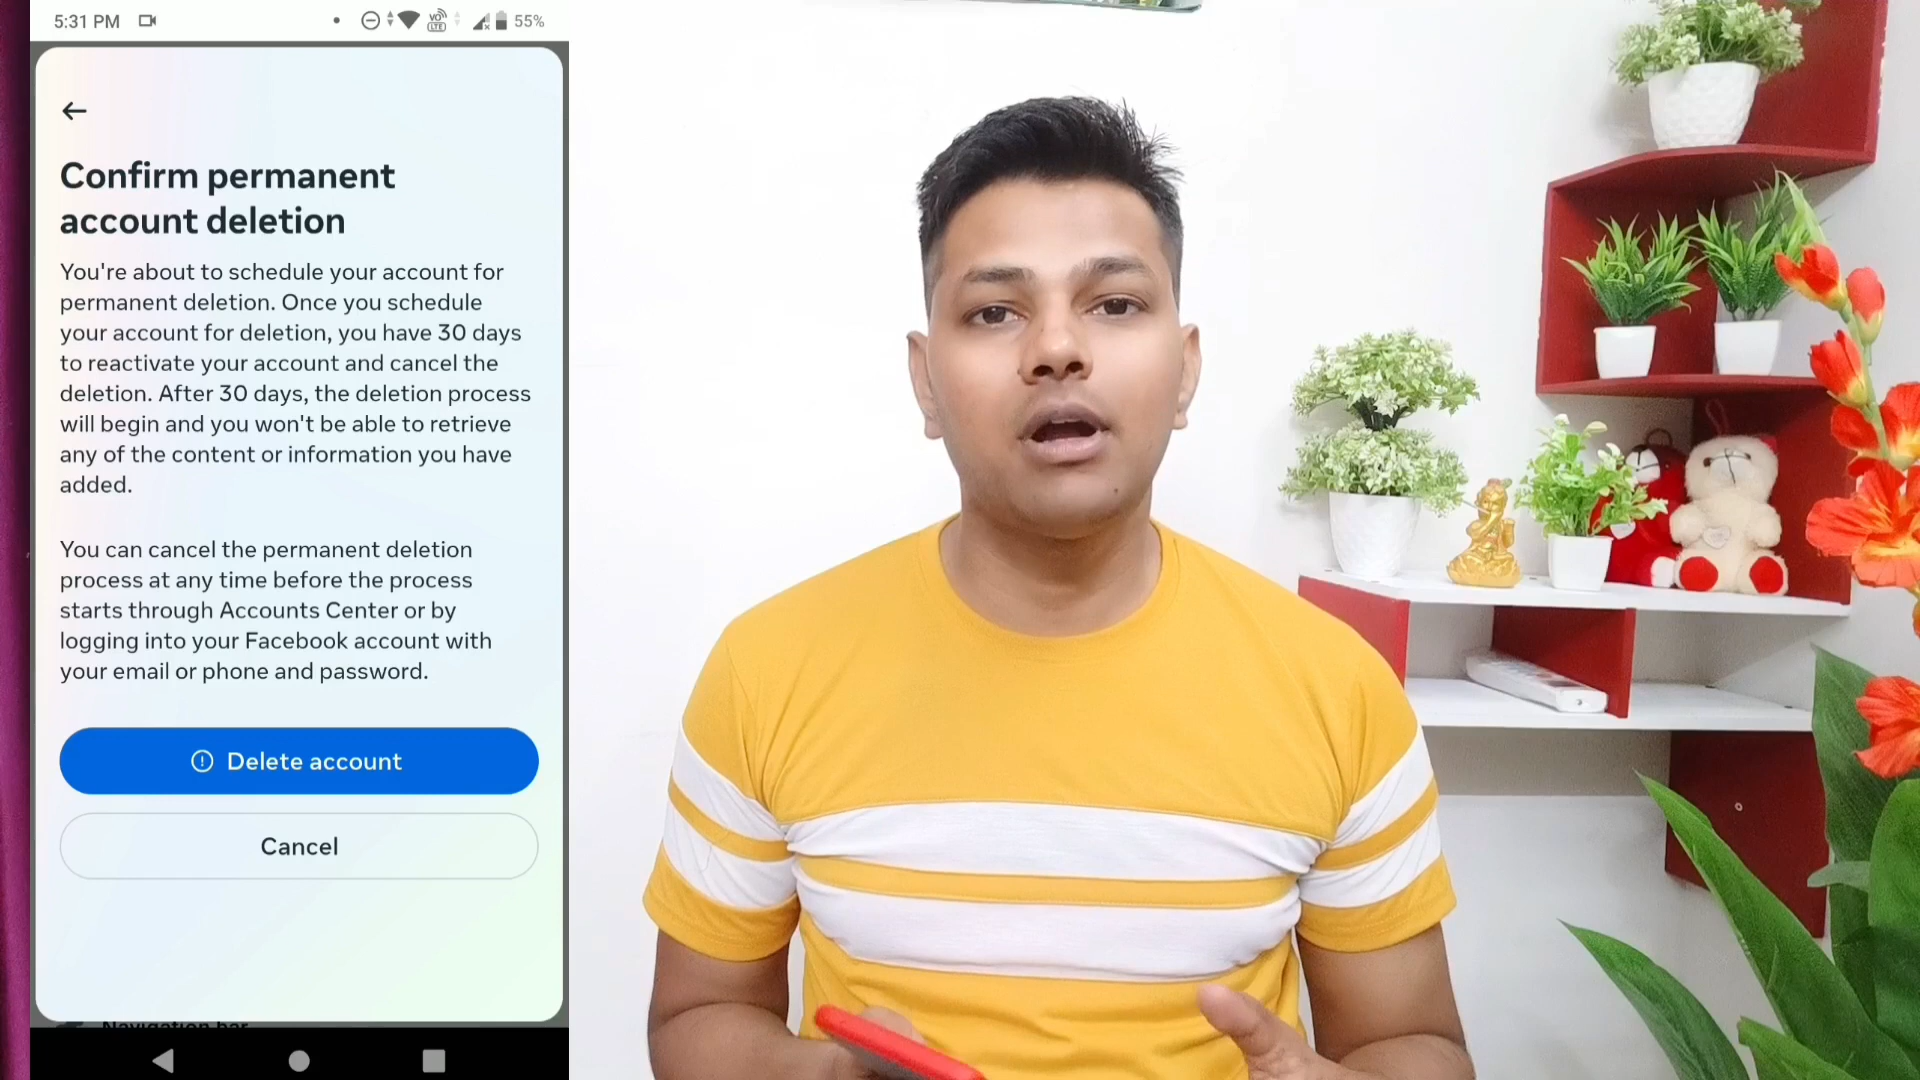 5:31 PM
VO LTE
55%
Confirm permanent
account deletion
You're about to schedule your account for
permanent deletion. Once you schedule
your account for deletion, you have 30 days
to reactivate your account and cancel the
deletion. After 30 days, the deletion process
will begin and you won't be able to retrieve
any of the content or information you have
added.
You can cancel the permanent deletion
process at any time before the process
starts through Accounts Center or by
logging into your Facebook account with
your email or phone and password.
Delete account
Cancel
Navigation bar